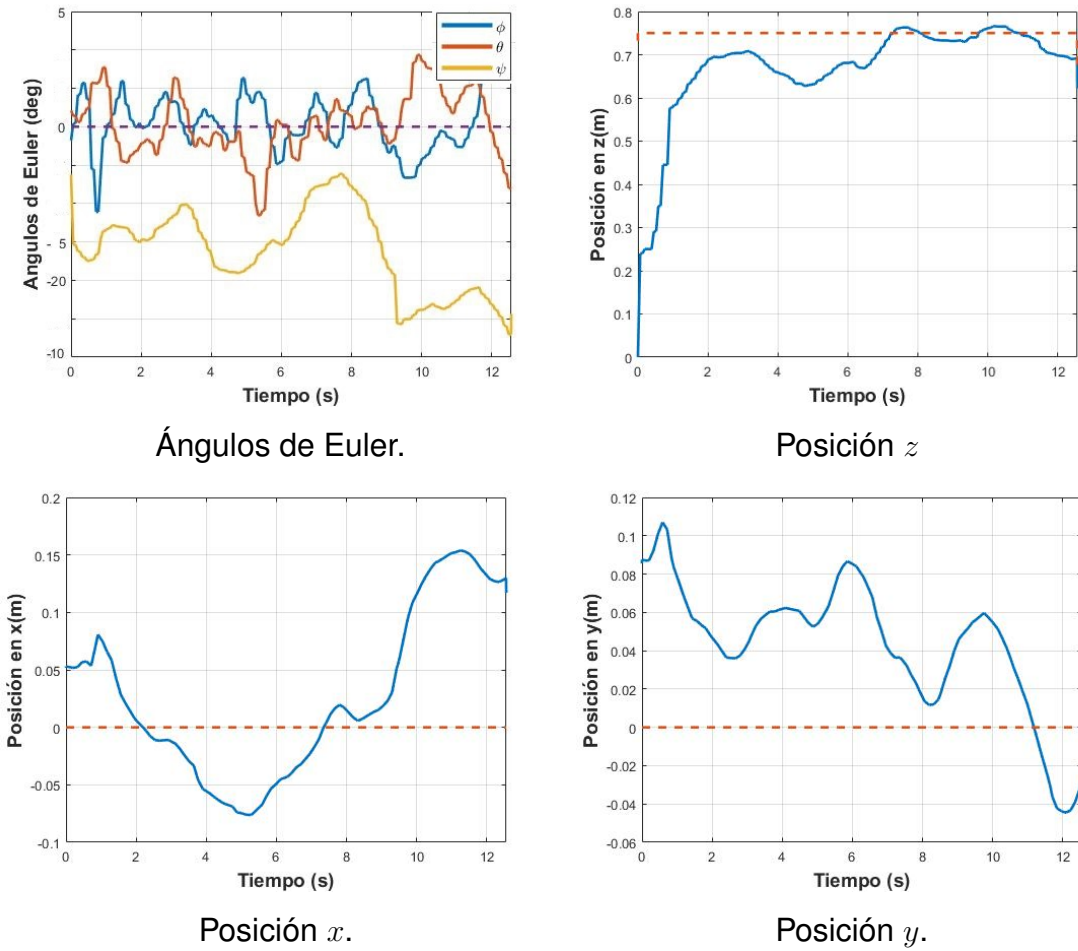 5
0
- 5
-20
-10
ϕ
θ
ψ
Angulos de Euler (deg)
0 2 4 6 8 10 12
Tiempo (s)
Ángulos de Euler.
0.8
0.7
0.6
0.5
0.4
0.3
0.2
0.1
0
Posición en z(m)
0 2 4 6 8 10 12
Tiempo (s)
Posición z
0.2
0.15
0.1
0.05
0
-0.05
-0.1
Posición en x(m)
0 2 4 6 8 10 12
Tiempo (s)
Posición x.
0.12
0.1
0.08
0.06
0.04
0.02
0
-0.02
-0.04
-0.06
Posición en y(m)
0 2 4 6 8 10 12
Tiempo (s)
Posición y.